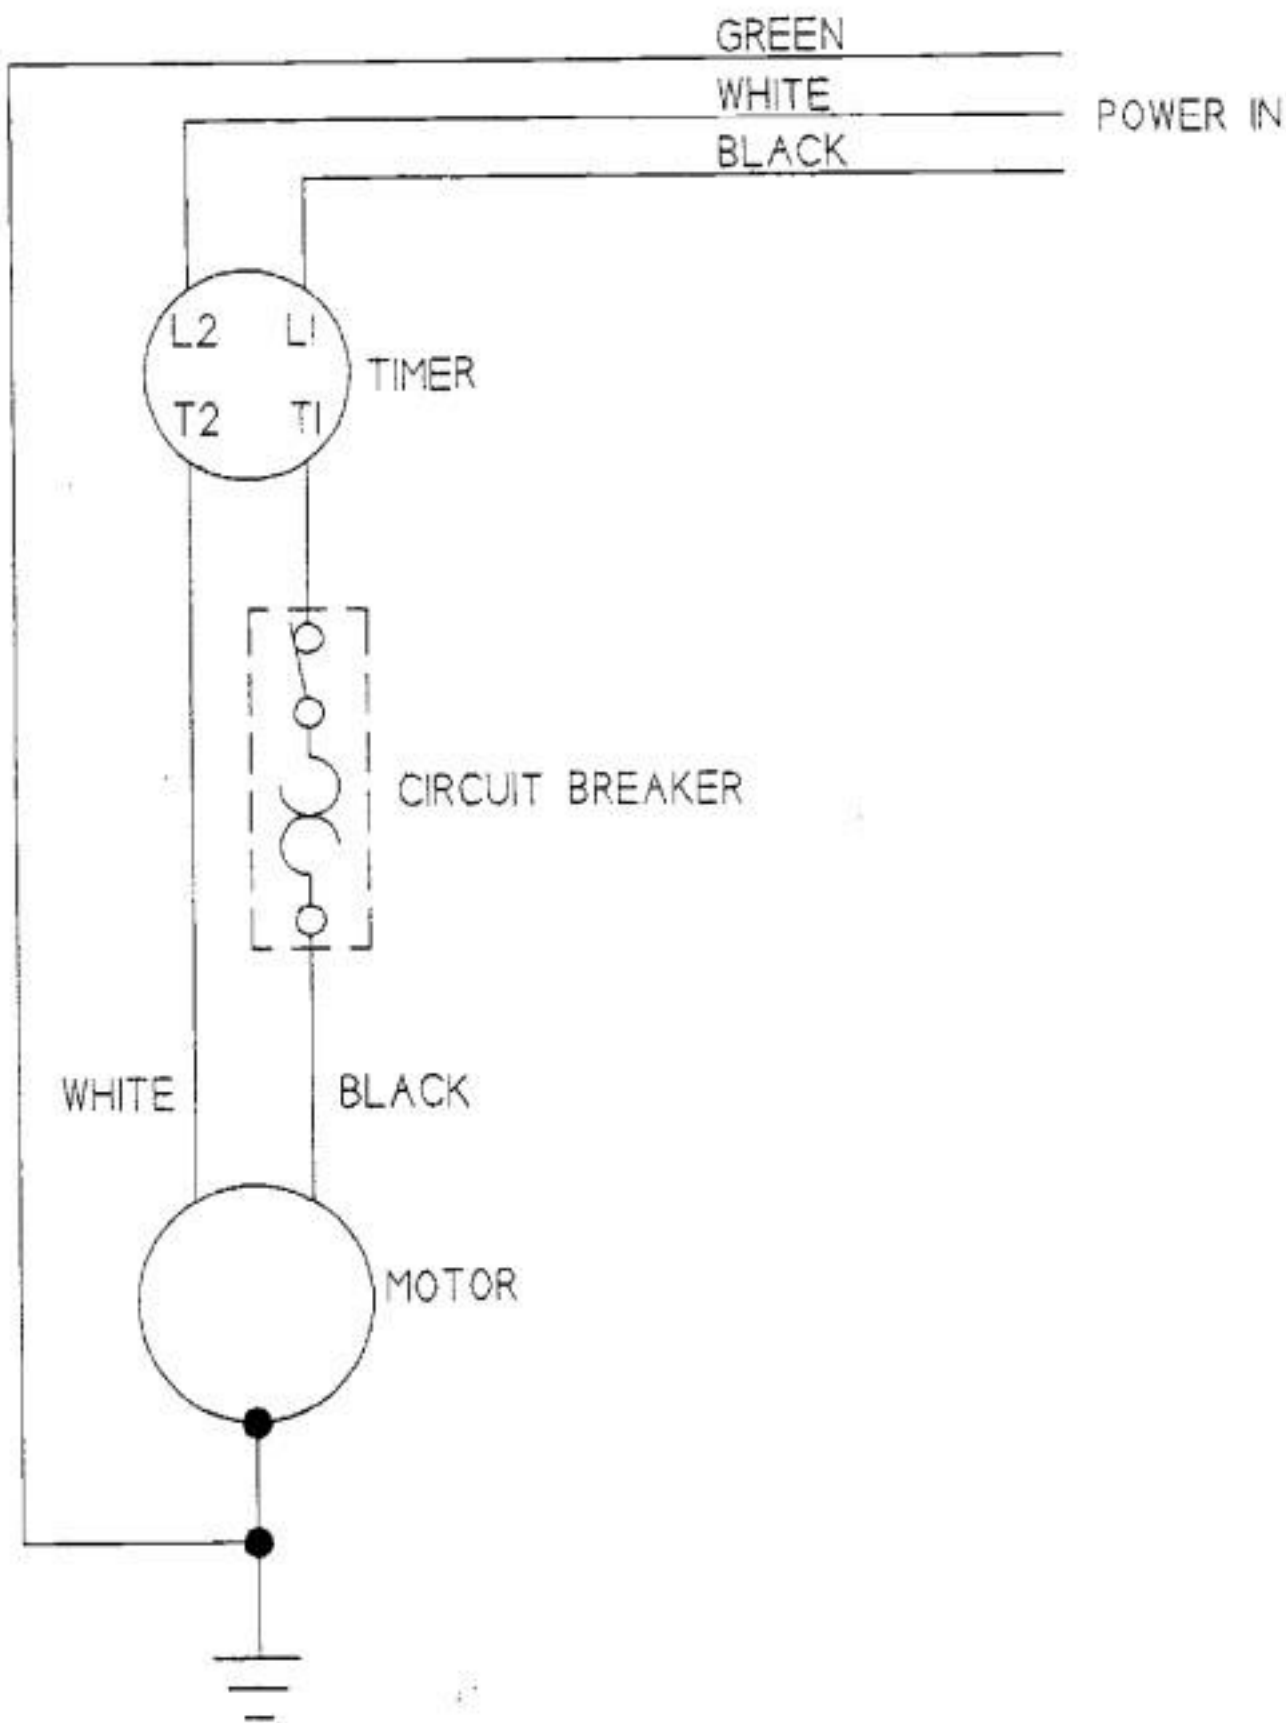 GREEN
WHITE
POWER IN
BLACK
L2 L1
TIMER
T2 T1
CIRCUIT BREAKER
WHITE
BLACK
MOTOR